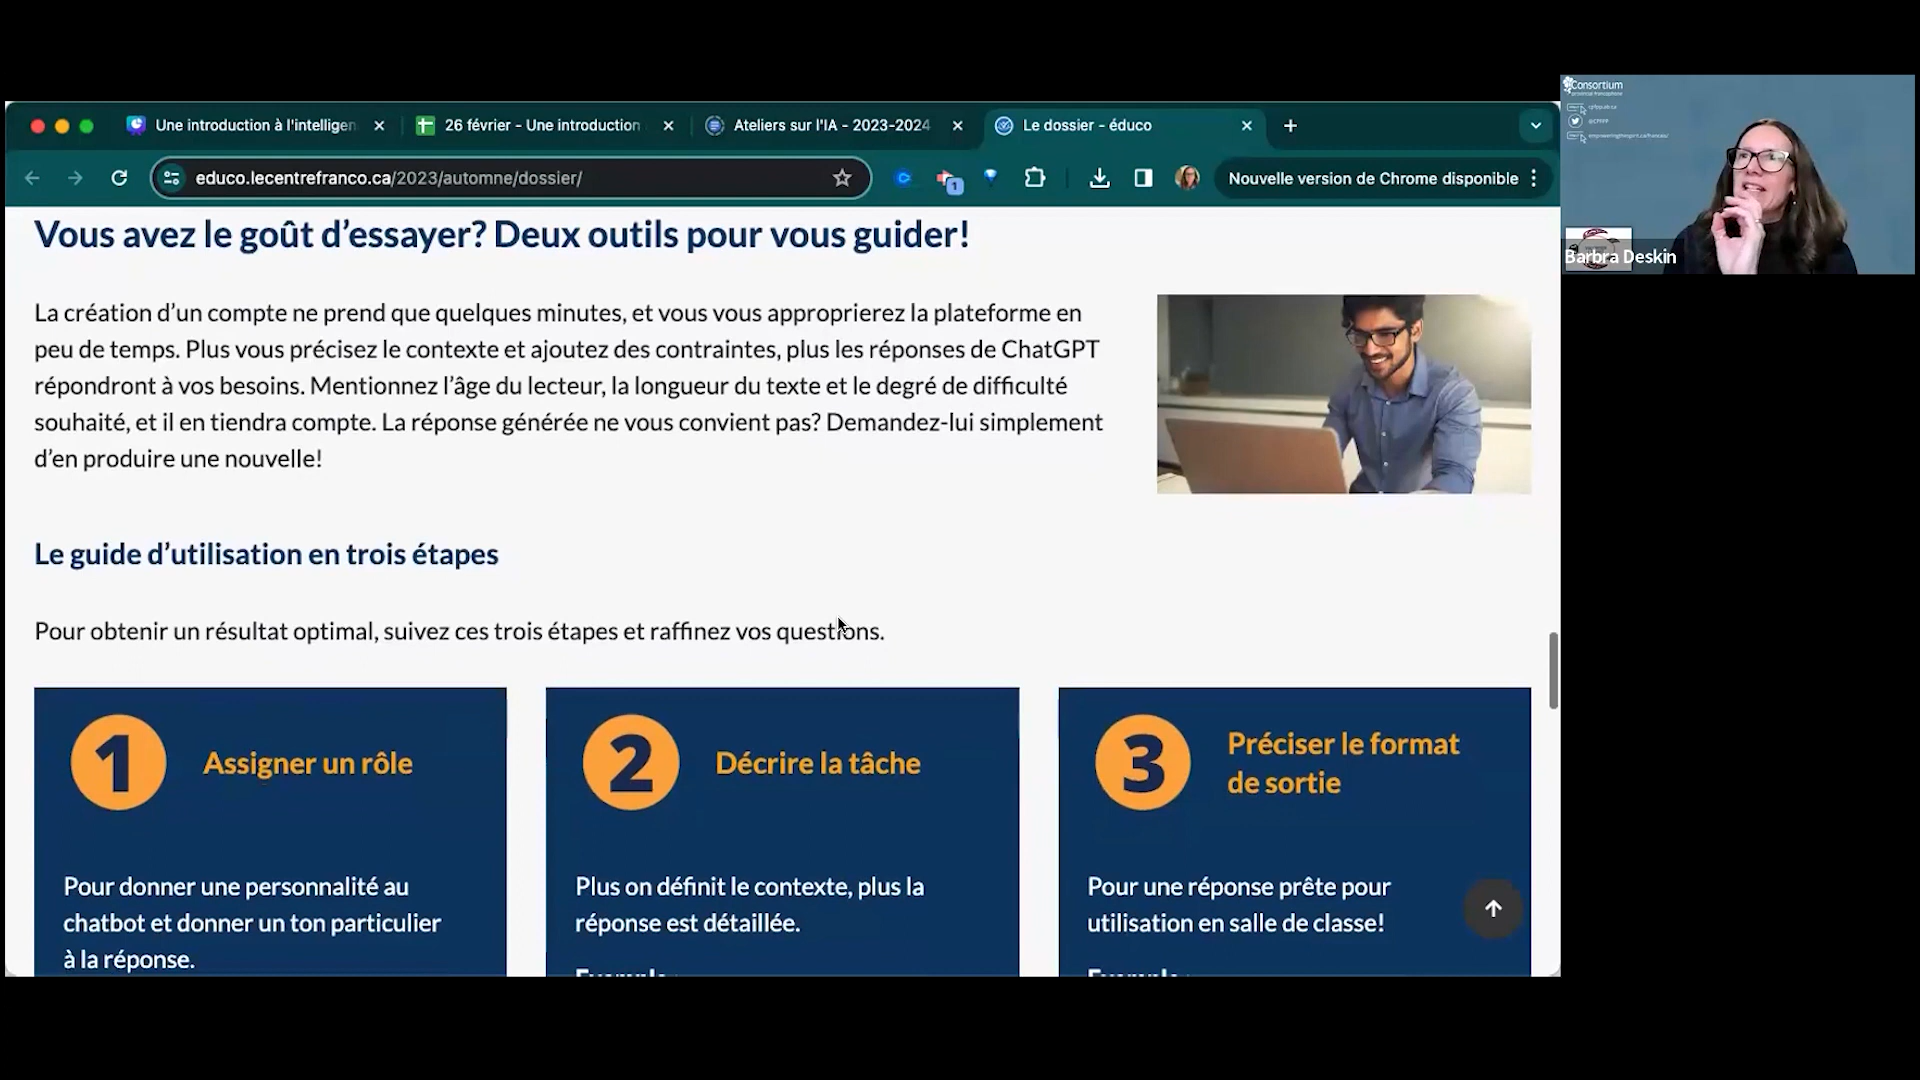 Une introduction à l'intelligen
26 février - Une introduction
Ateliers sur l'IA - 2023-2024
Le dossier - éduco
educo.lecentrefranco.ca/2023/automne/dossier/
1
Nouvelle version de Chrome disponible
Vous avez le goût d’essayer? Deux outils pour vous guider!
La création d’un compte ne prend que quelques minutes, et vous vous approprierez la plateforme en
peu de temps. Plus vous précisez le contexte et ajoutez des contraintes, plus les réponses de ChatGPT
répondront à vos besoins. Mentionnez l’âge du lecteur, la longueur du texte et le degré de difficulté
souhaité, et il en tiendra compte. La réponse générée ne vous convient pas? Demandez-lui simplement
d’en produire une nouvelle!
Le guide d’utilisation en trois étapes
Pour obtenir un résultat optimal, suivez ces trois étapes et raffinez vos questions.
1
Assigner un rôle
Pour donner une personnalité au
chatbot et donner un ton particulier
à la réponse.
2
Décrire la tâche
Plus on définit le contexte, plus la
réponse est détaillée.
3
Préciser le format
de sortie
Pour une réponse prête pour
utilisation en salle de classe!
Consortium
Barbra Deskin